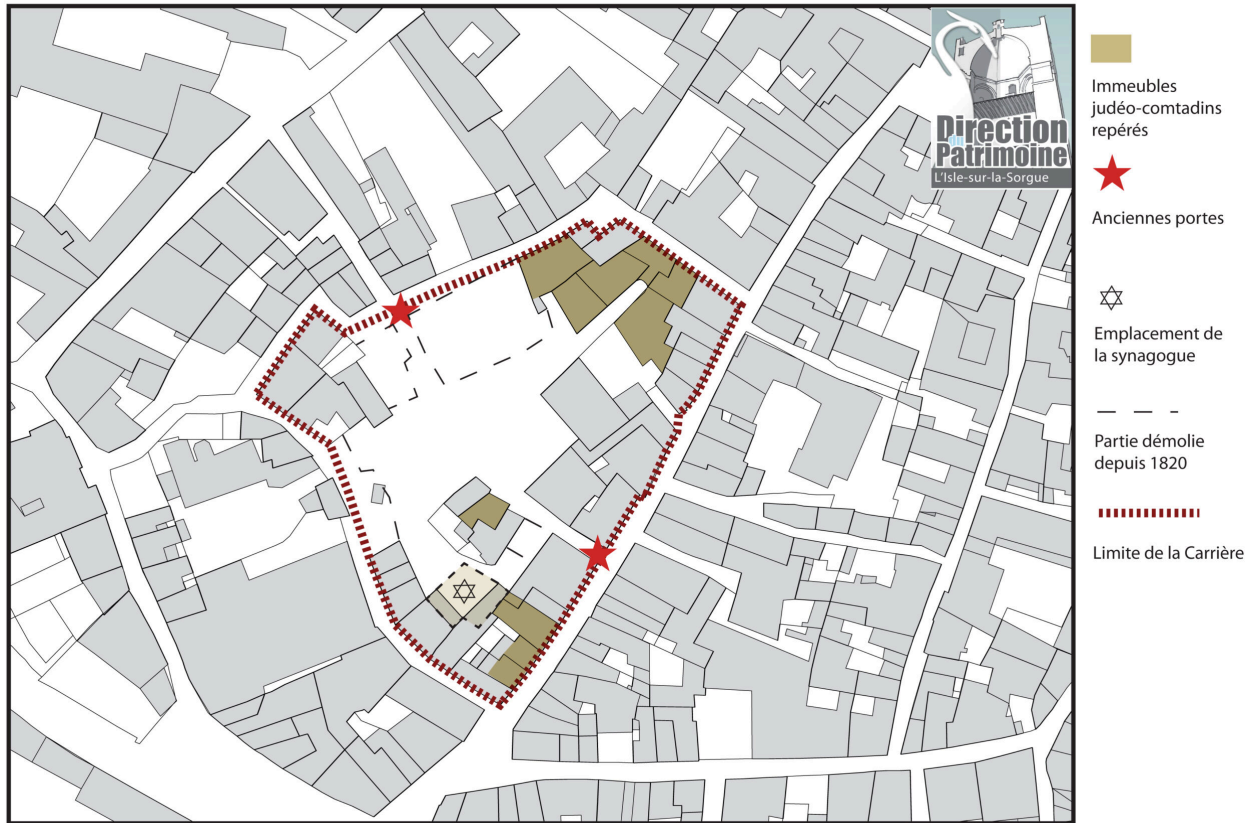 Direction
du
Patrimoine
L'Isle-sur-la-Sorgue
Immeubles
judéo-comtadins
repérés
Anciennes portes
Emplacement de
la synagogue
Partie démolie
depuis 1820
Limite de la Carrière